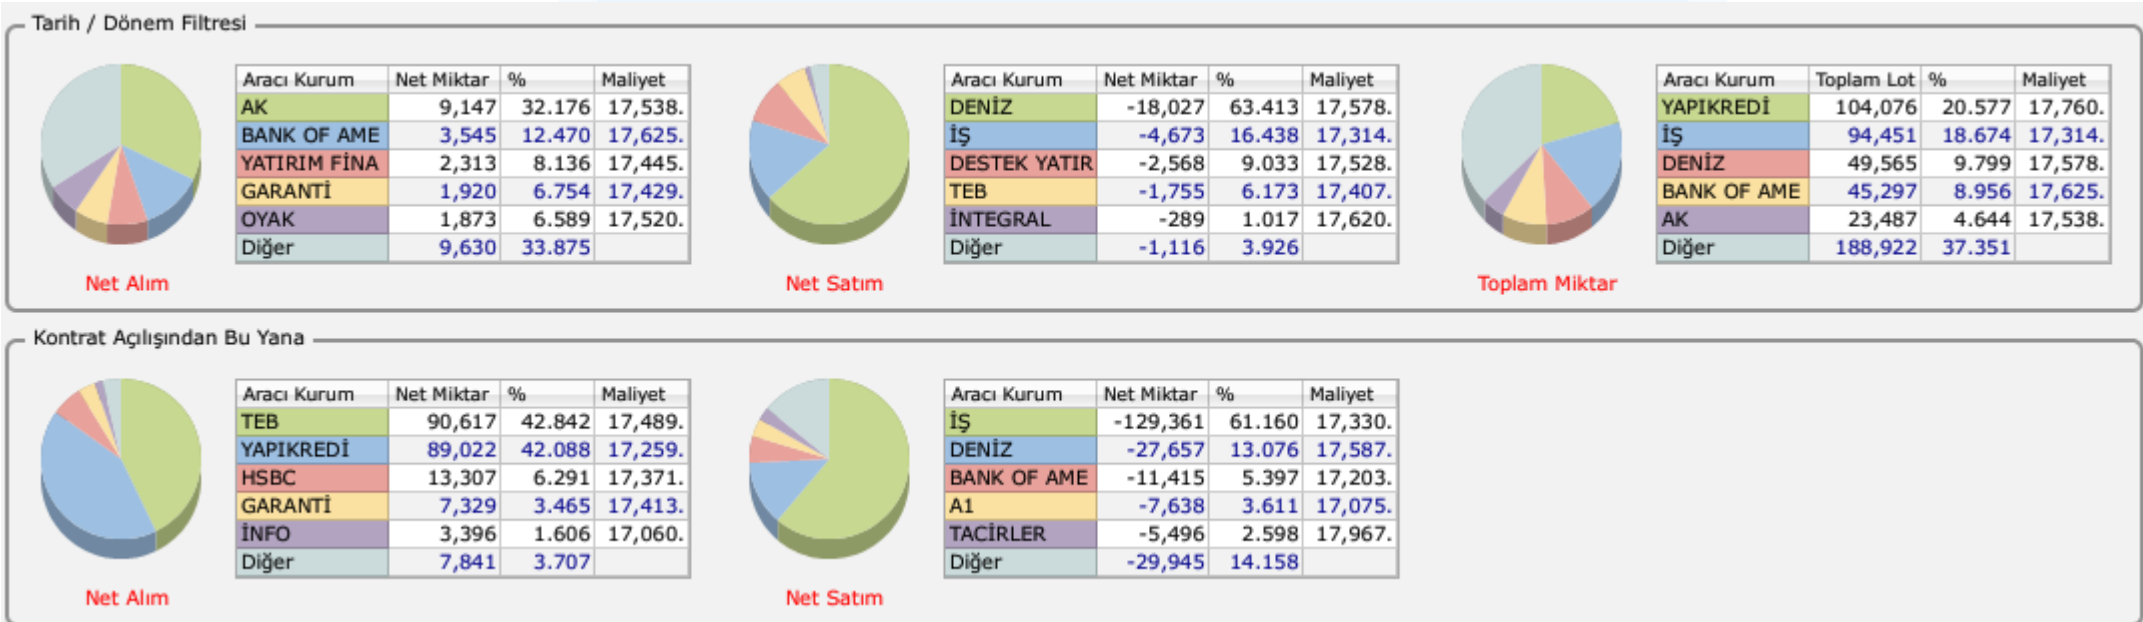 Tarih / Dönem Filtresi
Aracı Kurum Net Miktar % Maliyet
AK 9,147 32.176 17,538.
BANK OF AME 3,545 12.470 17,625.
YATIRIM FİNA 2,313 8.136 17,445.
GARANTİ 1,920 6.754 17,429.
OYAK 1,873 6.589 17,520.
Diğer 9,630 33.875
Net Alım
Aracı Kurum Net Miktar % Maliyet
DENİZ -18,027 63.413 17,578.
İŞ -4,673 16.438 17,314.
DESTEK YATIR -2,568 9.033 17,528.
TEB -1,755 6.173 17,407.
İNTEGRAL -289 1.017 17,620.
Diğer -1,116 3.926
Net Satım
Aracı Kurum Toplam Lot % Maliyet
YAPIKREDİ 104,076 20.577 17,760.
İŞ 94,451 18.674 17,314.
DENİZ 49,565 9.799 17,578.
BANK OF AME 45,297 8.956 17,625.
AK 23,487 4.644 17,538.
Diğer 188,922 37.351
Toplam Miktar
Kontrat Açılışından Bu Yana
Aracı Kurum Net Miktar % Maliyet
TEB 90,617 42.842 17,489.
YAPIKREDİ 89,022 42.088 17,259.
HSBC 13,307 6.291 17,371.
GARANTİ 7,329 3.465 17,413.
İNFO 3,396 1.606 17,060.
Diğer 7,841 3.707
Net Alım
Aracı Kurum Net Miktar % Maliyet
İŞ -129,361 61.160 17,330.
DENİZ -27,657 13.076 17,587.
BANK OF AME -11,415 5.397 17,203.
A1 -7,638 3.611 17,075.
TACİRLER -5,496 2.598 17,967.
Diğer -29,945 14.158
Net Satım